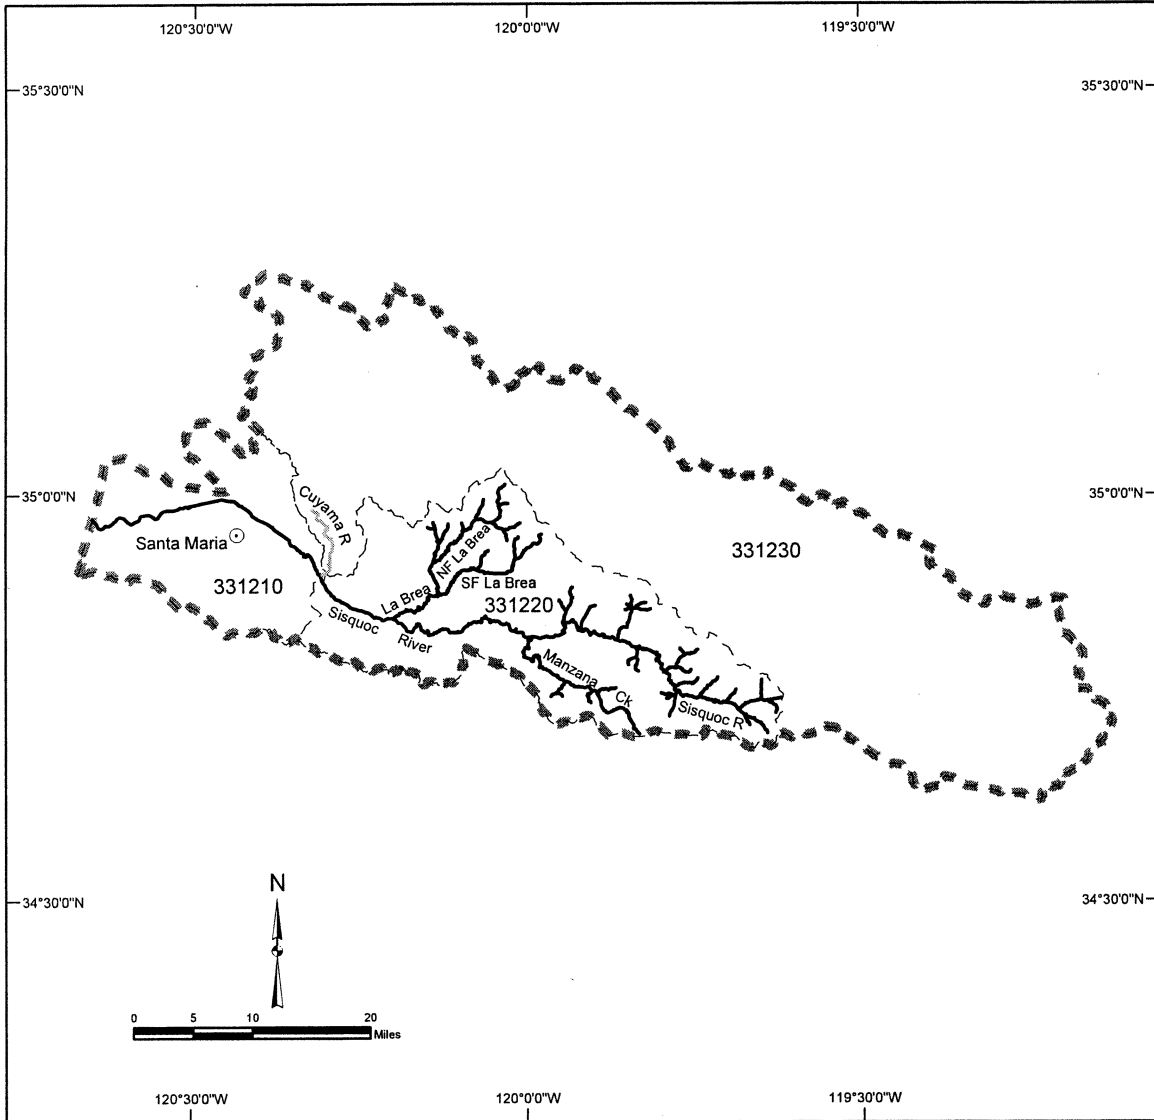 120°30'0"W
120°0'0"W
119°30'0"W
35°30'0"N
35°30'0"N
35°0'0"N
35°0'0"N
Cuyama R
Santa Maria
NF La Brea
331230
SF La Brea
331210
La Brea
331220
Sisquoc
River
Manzana
Ck
Sisquoc R
34°30'0"N
34°30'0"N
N
0 5 10 20
Miles
120°30'0"W
120°0'0"W
119°30'0"W